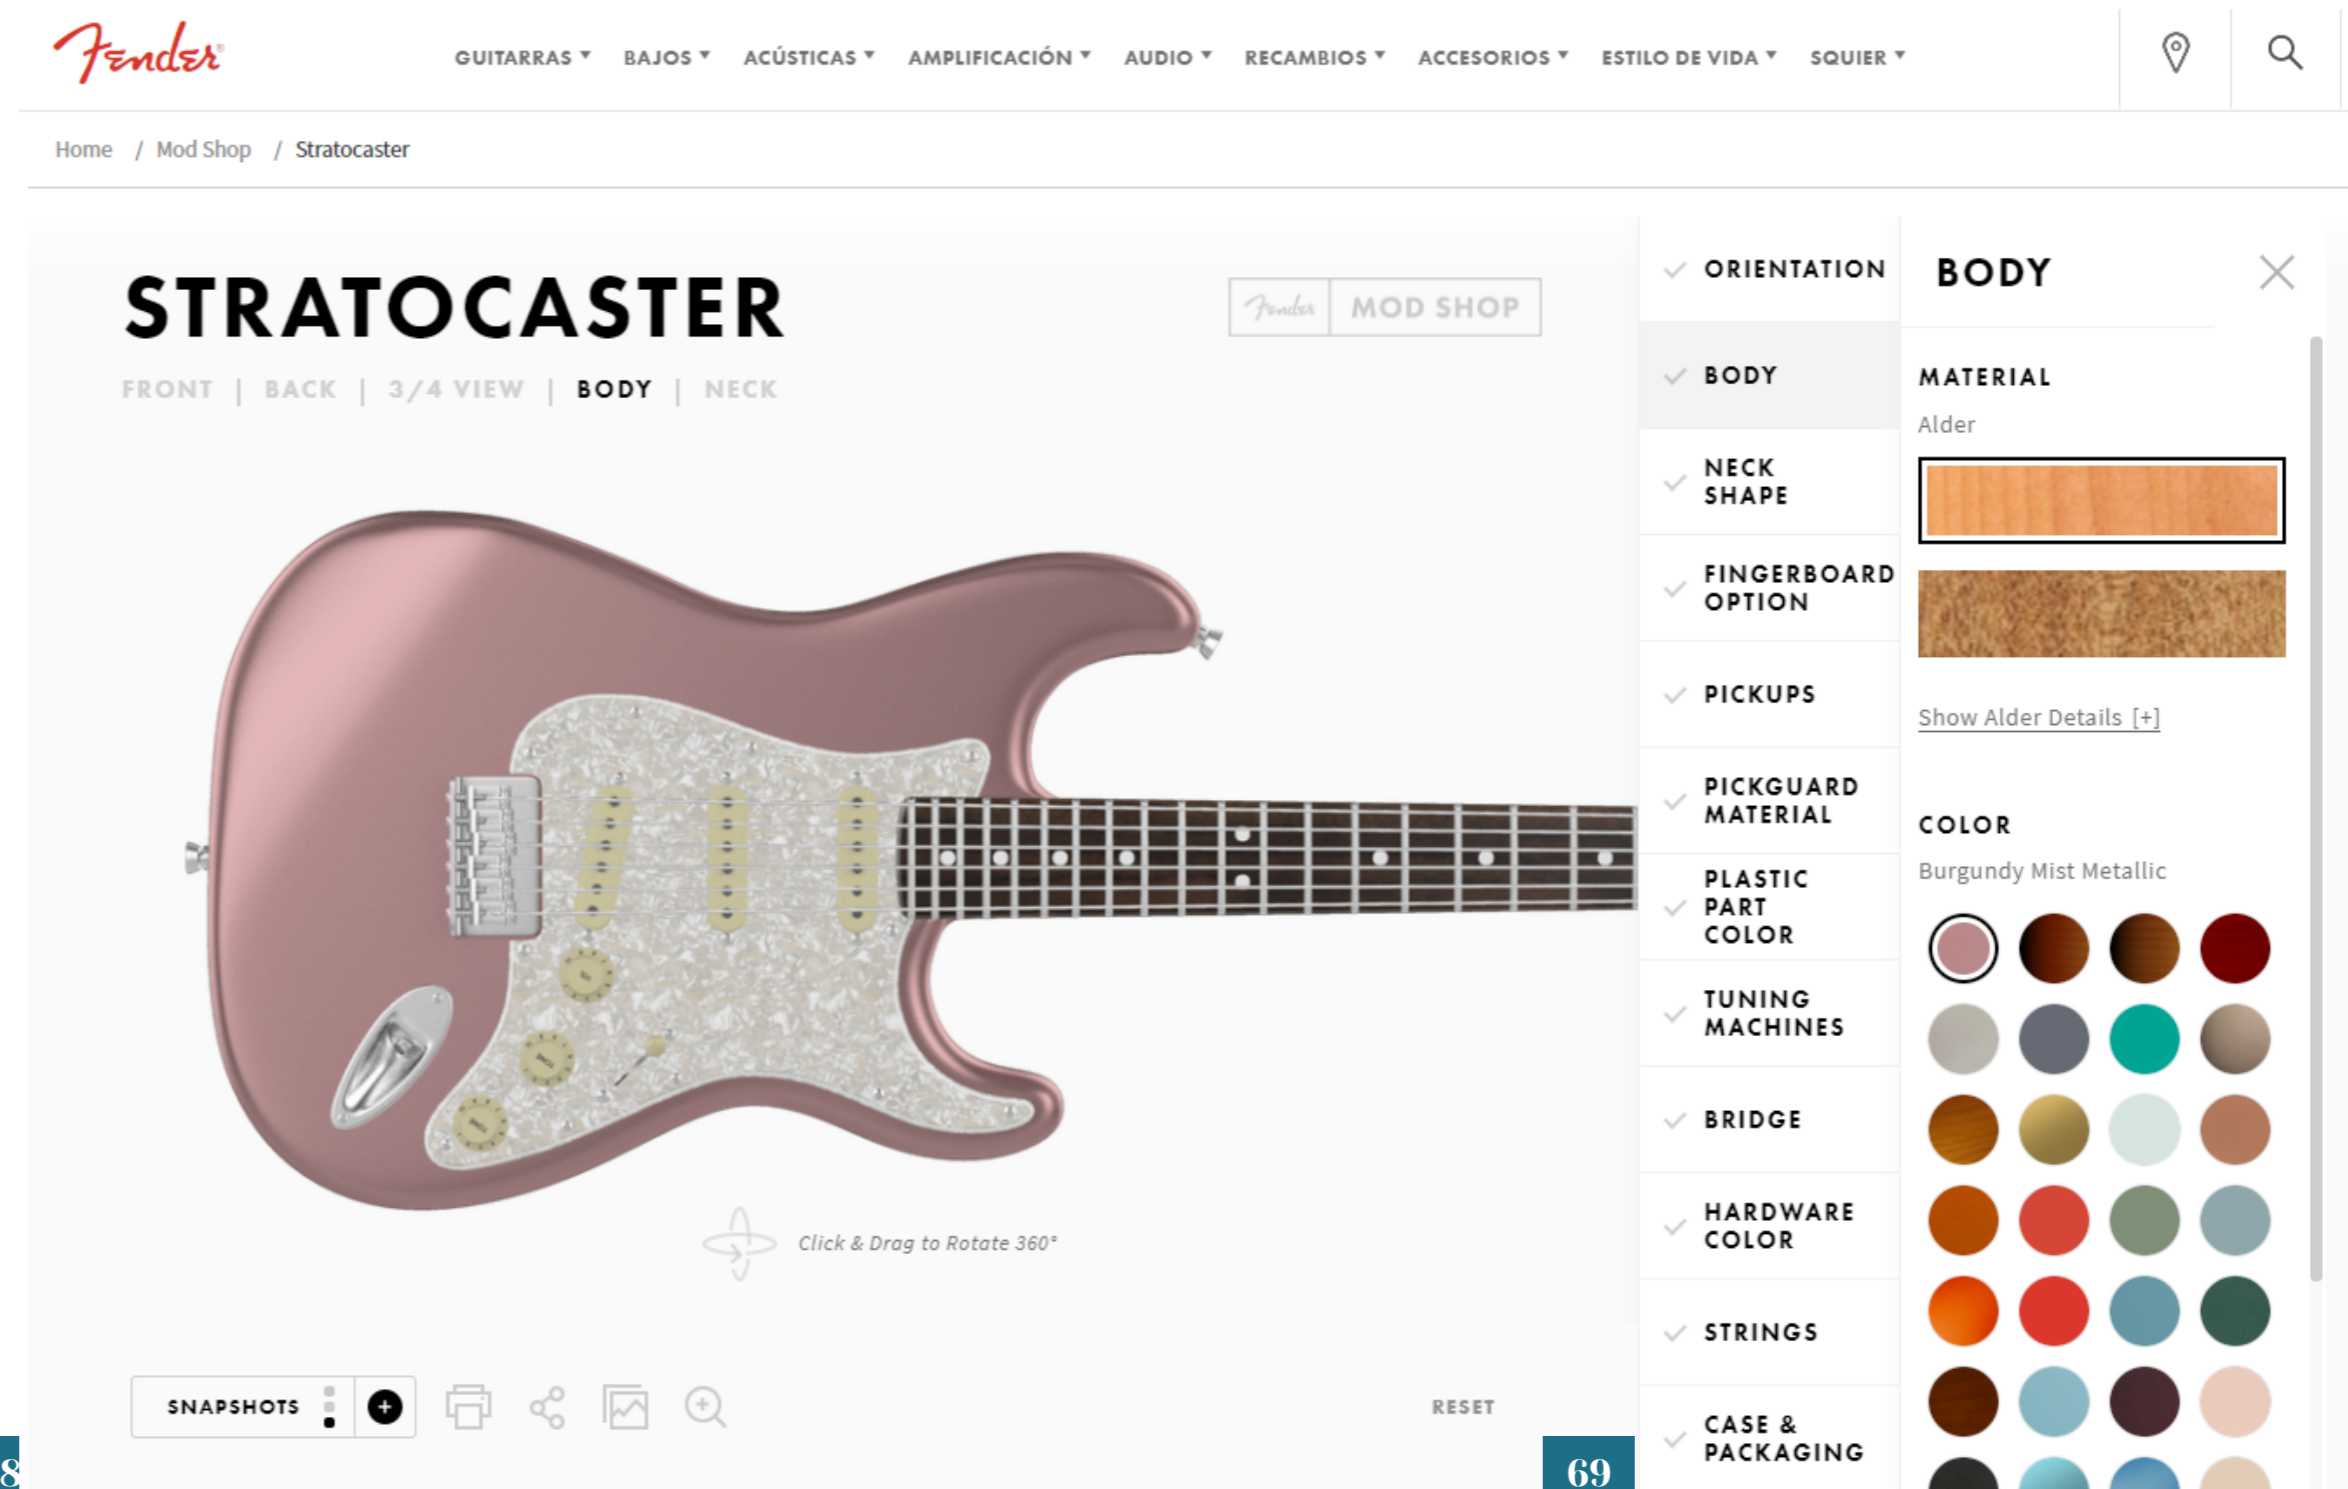 Fender
GUITARRAS BAJOS ACÚSTICAS AMPLIFICACIÓN AUDIO RECAMBIOS ACCESORIOS ESTILO DE VIDA SQUIER
Home / Mod Shop / Stratocaster
STRATOCASTER
FRONT | BACK | 3/4 VIEW | BODY | NECK
Fender MOD SHOP
TONE
TONE
Click & Drag to Rotate 360°
SNAPSHOTS
RESET
8
69
ORIENTATION
BODY
NECK
SHAPE
FINGERBOARD
OPTION
PICKUPS
PICKGUARD
MATERIAL
PLASTIC
PART
COLOR
TUNING
MACHINES
BRIDGE
HARDWARE
COLOR
STRINGS
CASE &
PACKAGING
BODY
MATERIAL
Alder
Show Alder Details [+]
COLOR
Burgundy Mist Metallic